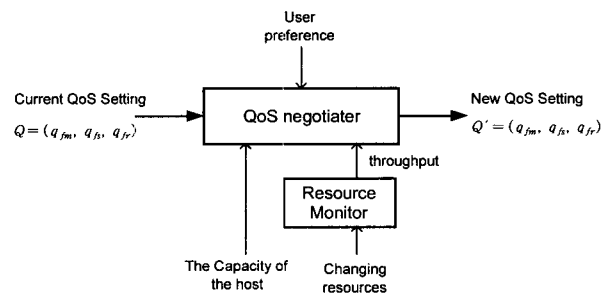 User
preference
Current QoS Setting
Q=(q_fm, q_fs, q_fr)
QoS negotiater
New QoS Setting
Q´=(q_fm, q_fs, q_fr)
throughput
Resource
Monitor
The Capacity of
the host
Changing
resources